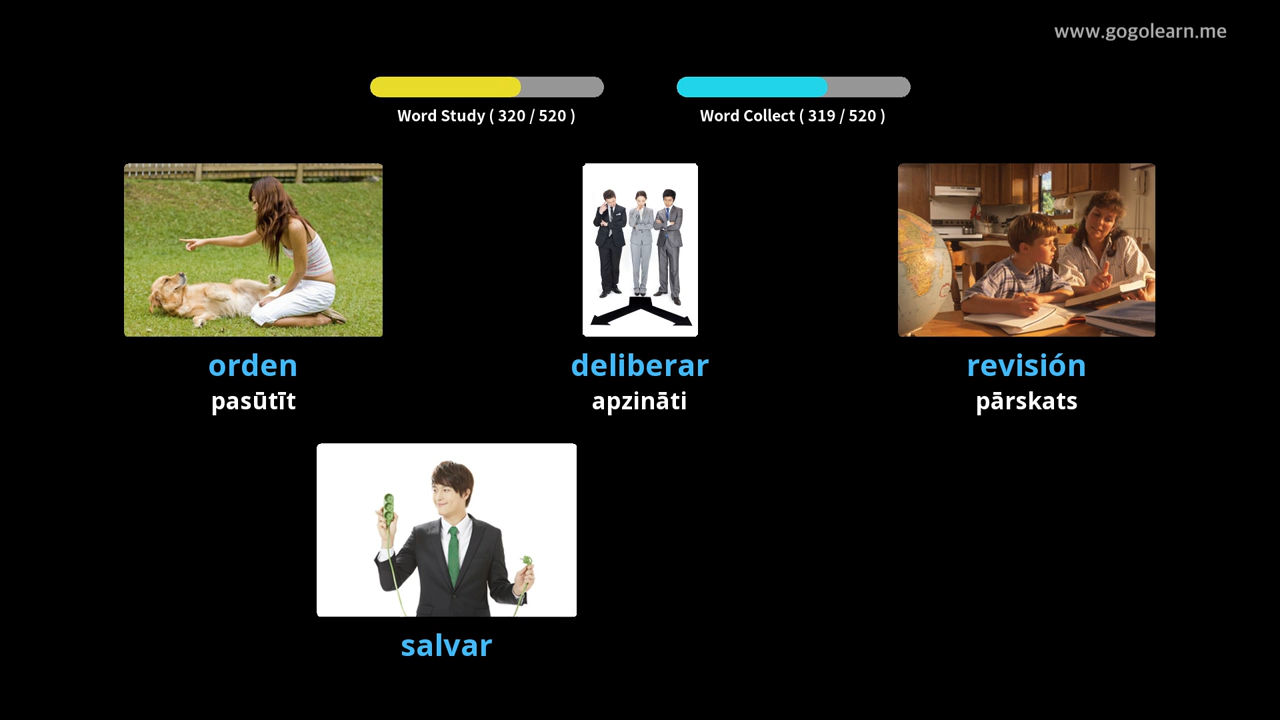 www.gogolearn.me
Word Study ( 320 / 520 )
Word Collect ( 319 / 520 )
orden
pasūtīt
deliberar
apzināti
revisión
pārskats
salvar